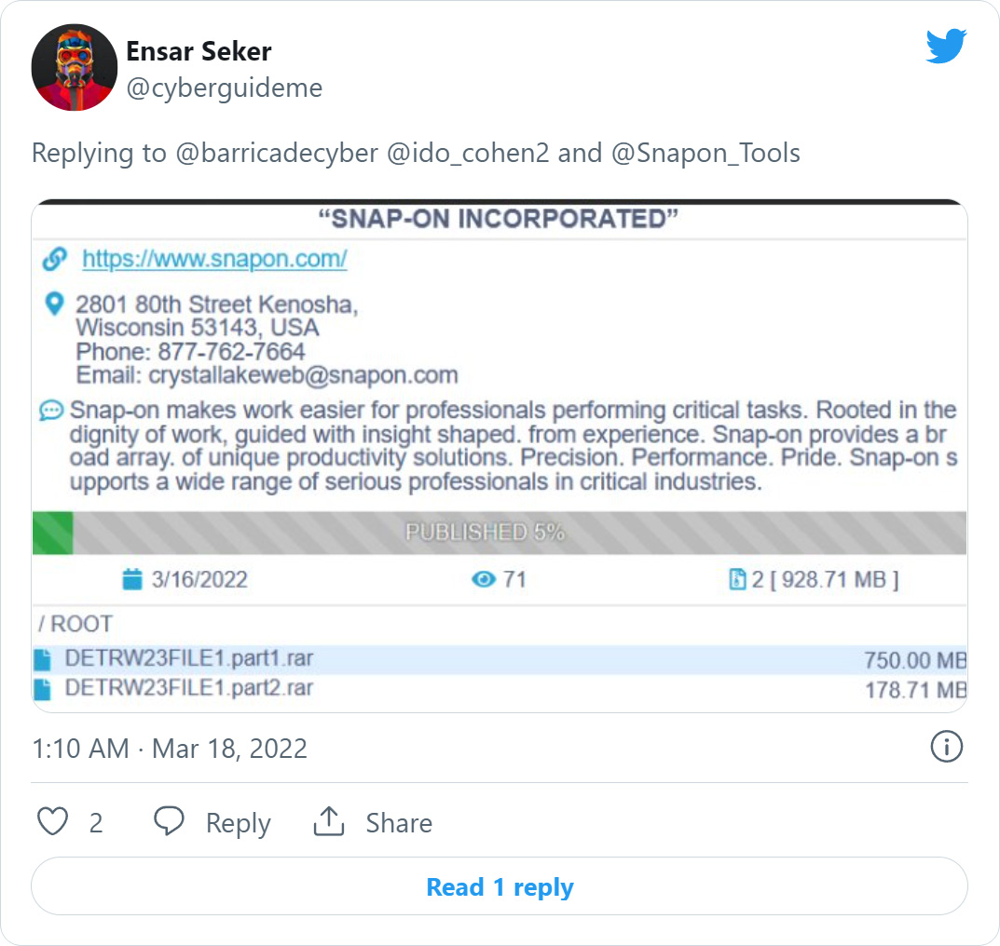 Ensar Seker
@cyberguideme
Replying to @barricadecyber @ido_cohen2 and @Snapon_Tools
“SNAP-ON INCORPORATED”
https://www.snapon.com/
2801 80th Street Kenosha,
Wisconsin 53143, USA
Phone: 877-762-7664
Email: crystallakeweb@snapon.com
Snap-on makes work easier for professionals performing critical tasks. Rooted in the
dignity of work, guided with insight shaped. from experience. Snap-on provides a br
oad array. of unique productivity solutions. Precision. Performance. Pride. Snap-on s
upports a wide range of serious professionals in critical industries.
PUBLISHED 5%
3/16/2022 71 2 [ 928.71 MB ]
/ ROOT
DETRW23FILE1.part1.rar 750.00 MB
DETRW23FILE1.part2.rar 178.71 MB
1:10 AM · Mar 18, 2022
2 Reply Share
Read 1 reply